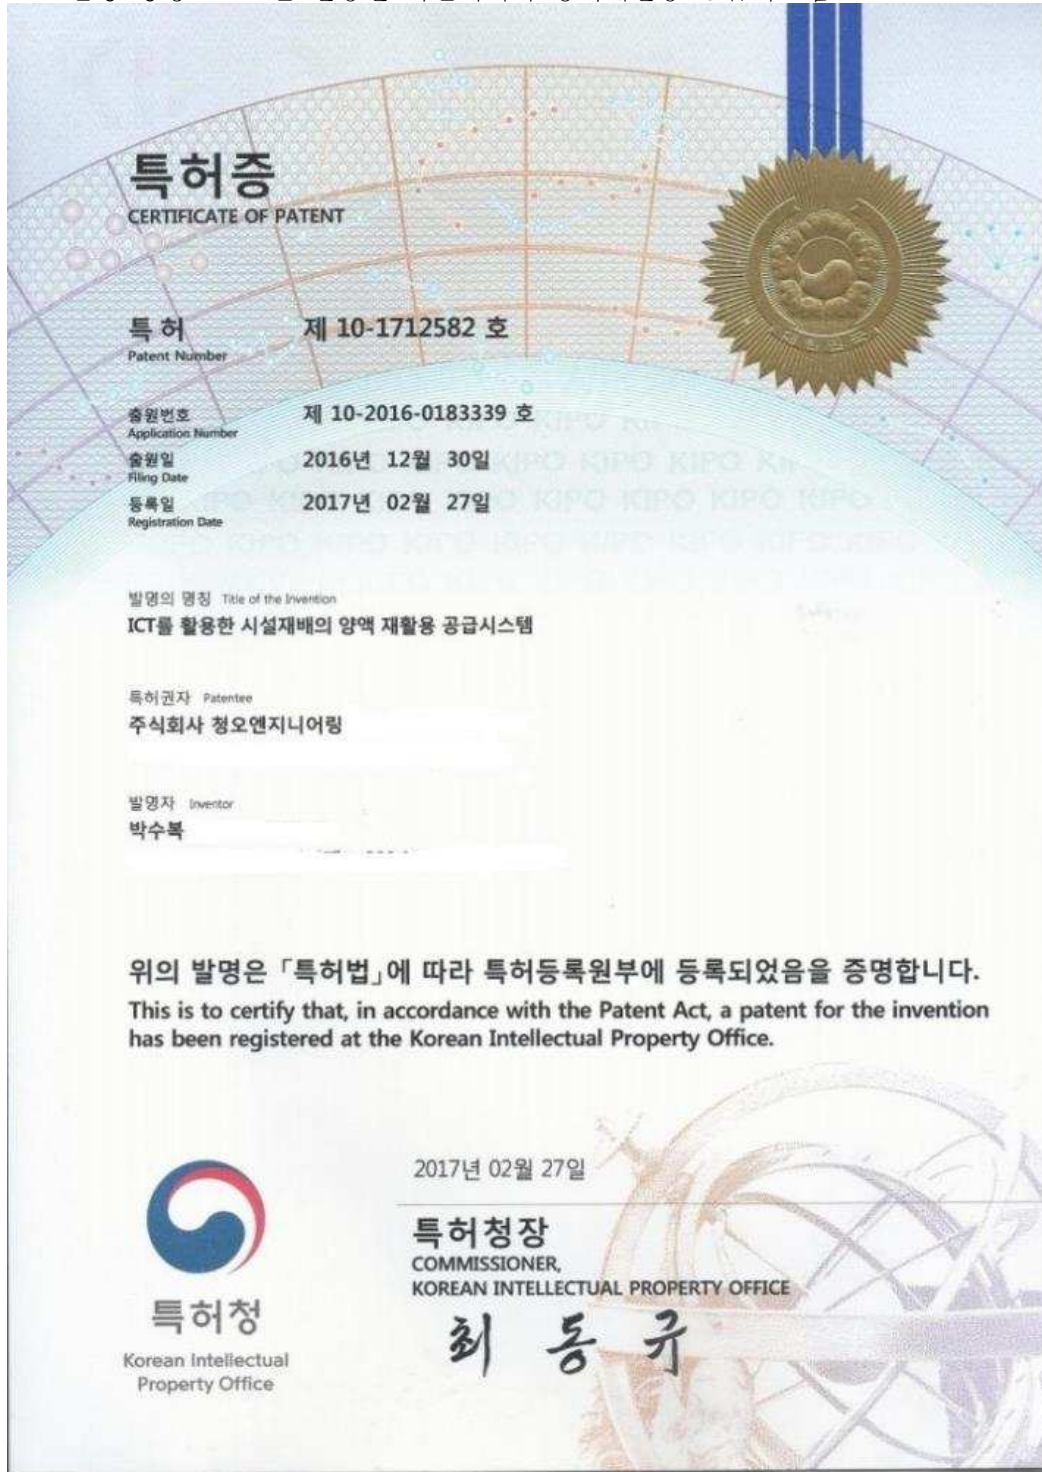 특허증
CERTIFICATE OF PATENT
특 허 제 10-1712582 호
Patent Number
출원번호 제 10-2016-0183339 호
Application Number
출원일 2016년 12월 30일
Filing Date
등록일 2017년 02월 27일
Registration Date
발명의 명칭 Title of the Invention
ICT를 활용한 시설재배의 양액 재활용 공급시스템
특허권자 Patentee
주식회사 청오엔지니어링
발명자 Inventor
박수복
위의 발명은 「특허법」에 따라 특허등록원부에 등록되었음을 증명합니다.
This is to certify that, in accordance with the Patent Act, a patent for the invention
has been registered at the Korean Intellectual Property Office.
2017년 02월 27일
특허청장
COMMISSIONER,
KOREAN INTELLECTUAL PROPERTY OFFICE
최 동 규
특허청
Korean Intellectual
Property Office